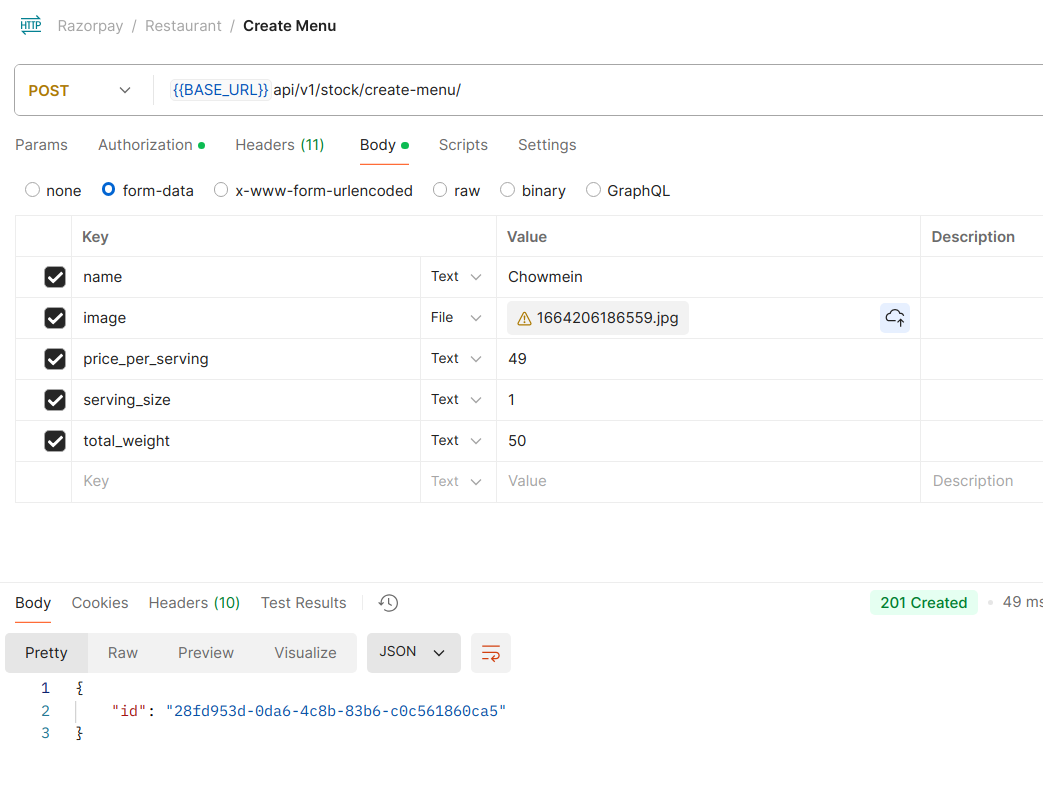 HTTP Razorpay / Restaurant / Create Menu
POST {{BASE_URL}} api/v1/stock/create-menu/
Params Authorization Headers (11) Body Scripts Settings
none form-data x-www-form-urlencoded raw binary GraphQL
Key Value Description
name Text Chowmein
image File 1664206186559.jpg
price_per_serving Text 49
serving_size Text 1
total_weight Text 50
Key Text Value Description
Body Cookies Headers (10) Test Results 201 Created 49 ms
Pretty Raw Preview Visualize JSON
1 {
2 "id": "28fd953d-0da6-4c8b-83b6-c0c561860ca5"
3 }